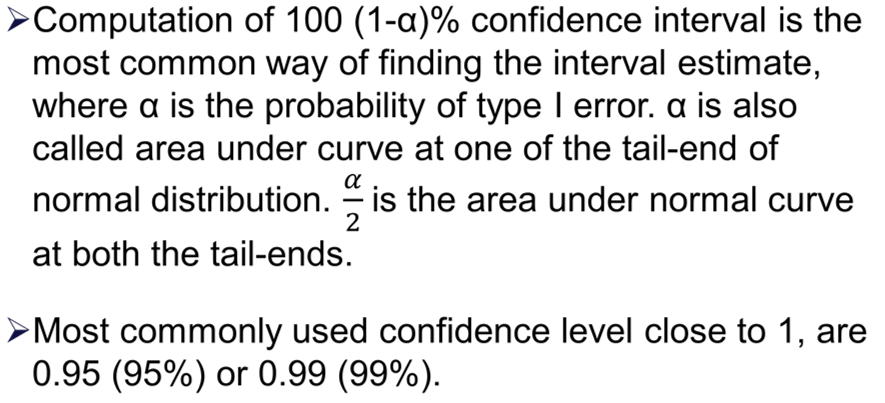 ➢Computation of 100 (1-α)% confidence interval is the
most common way of finding the interval estimate,
where α is the probability of type I error. α is also
called area under curve at one of the tail-end of
normal distribution. α/2 is the area under normal curve
at both the tail-ends.
➢Most commonly used confidence level close to 1, are
0.95 (95%) or 0.99 (99%).